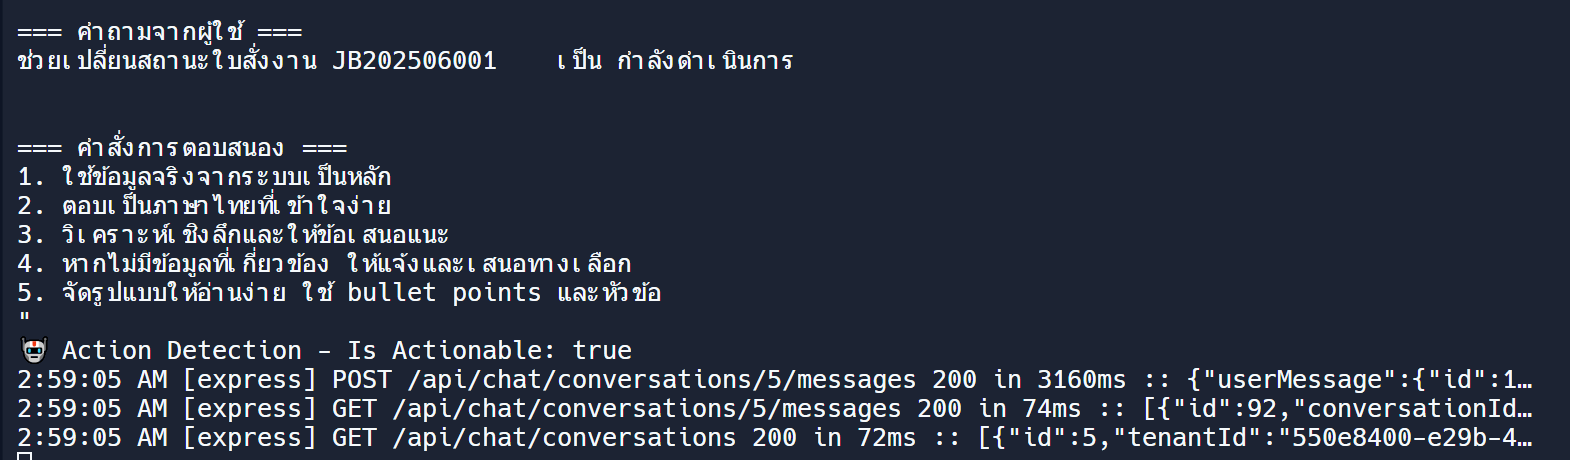 === คำถามจากผู้ใช้ ===
ช่วยเปลี่ยนสถานะใบสั่งงาน JB202506001    เป็น กำลังดำเนินการ
=== คำสั่งการตอบสนอง ===
1. ใช้ข้อมูลจริงจากระบบเป็นหลัก
2. ตอบเป็นภาษาไทยที่เข้าใจง่าย
3. วิเคราะห์เชิงลึกและให้ข้อเสนอแนะ
4. หากไม่มีข้อมูลที่เกี่ยวข้อง ให้แจ้งและเสนอทางเลือก
5. จัดรูปแบบให้อ่านง่าย ใช้ bullet points และหัวข้อ
"
🤖 Action Detection - Is Actionable: true
2:59:05 AM [express] POST /api/chat/conversations/5/messages 200 in 3160ms :: {"userMessage":{"id":1…
2:59:05 AM [express] GET /api/chat/conversations/5/messages 200 in 74ms :: [{"id":92,"conversationId…
2:59:05 AM [express] GET /api/chat/conversations 200 in 72ms :: [{"id":5,"tenantId":"550e8400-e29b-4…